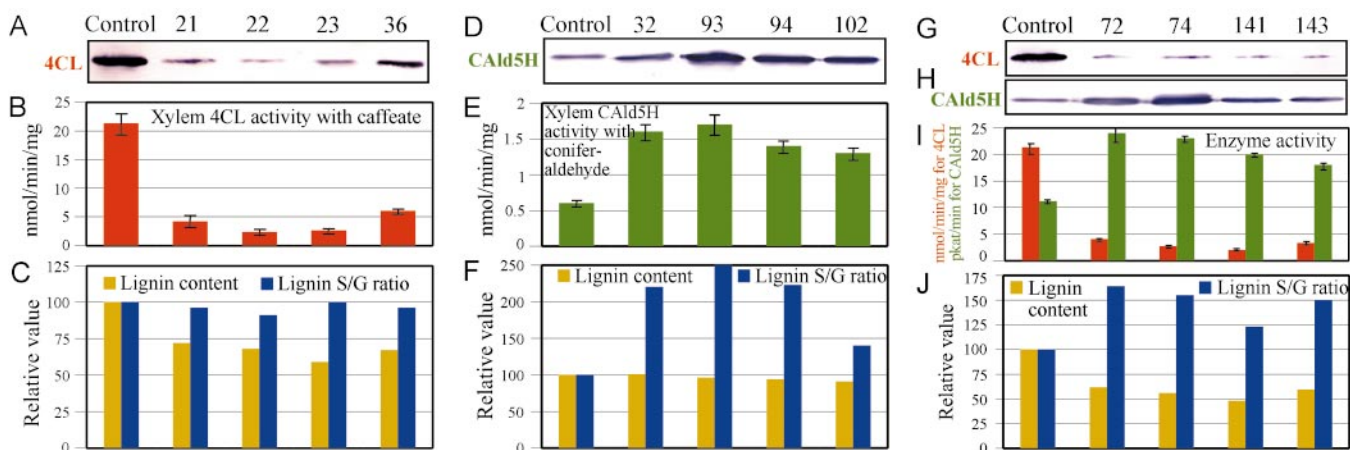 A
Control 21 22 23 36
4CL
B
Xylem 4CL activity with caffeate
nmol/min/mg
25
20
15
10
5
0
C
Lignin content Lignin S/G ratio
Relative value
125
100
75
50
25
0
D
Control 32 93 94 102
CAld5H
E
Xylem CAld5H
activity with
conifer-
aldehyde
nmol/min/mg
2
1.5
1
0.5
0
F
Lignin content Lignin S/G ratio
Relative value
250
200
150
100
50
0
G
Control 72 74 141 143
4CL
H
CAld5H
I
Enzyme activity
nmol/min/mg for 4CL
pkat/min for CAld5H
25
20
15
10
5
0
J
Lignin
content
Lignin S/G ratio
Relative value
175
150
125
100
75
50
25
0